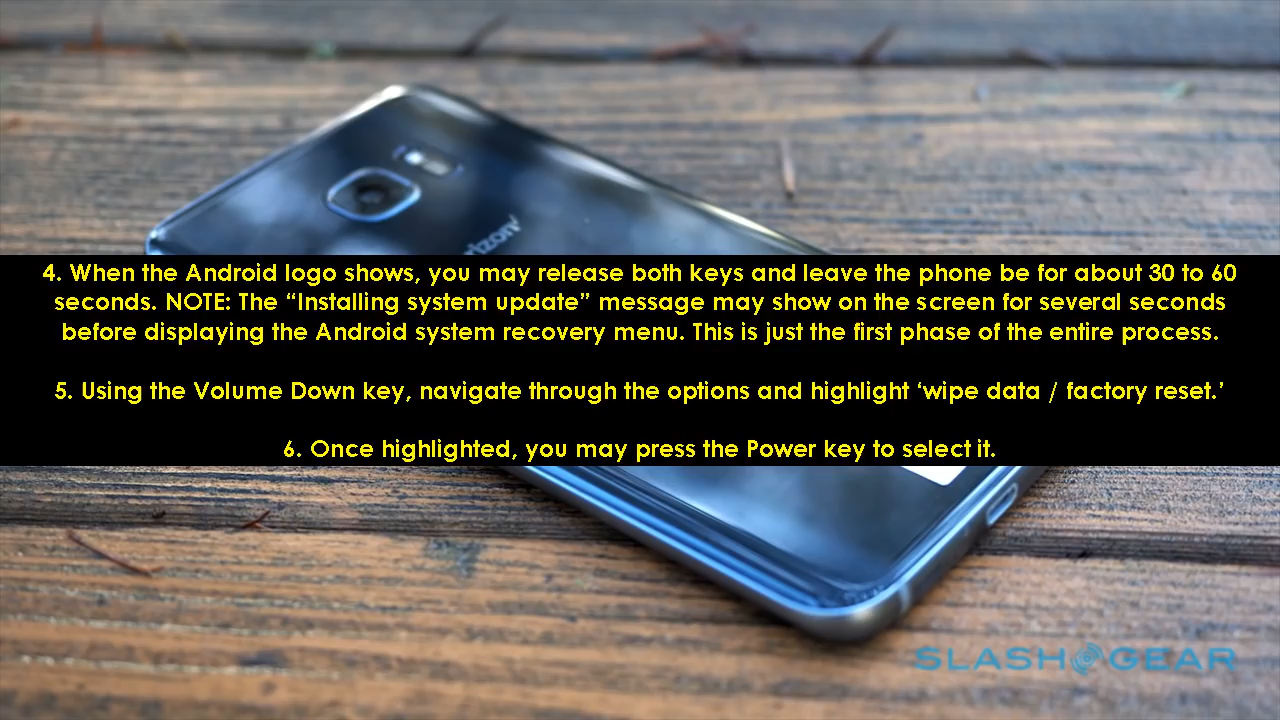 rizon✓
4. When the Android logo shows, you may release both keys and leave the phone be for about 30 to 60
seconds. NOTE: The “Installing system update” message may show on the screen for several seconds
before displaying the Android system recovery menu. This is just the first phase of the entire process.
5. Using the Volume Down key, navigate through the options and highlight ‘wipe data / factory reset.’
6. Once highlighted, you may press the Power key to select it.
SLASHGEAR